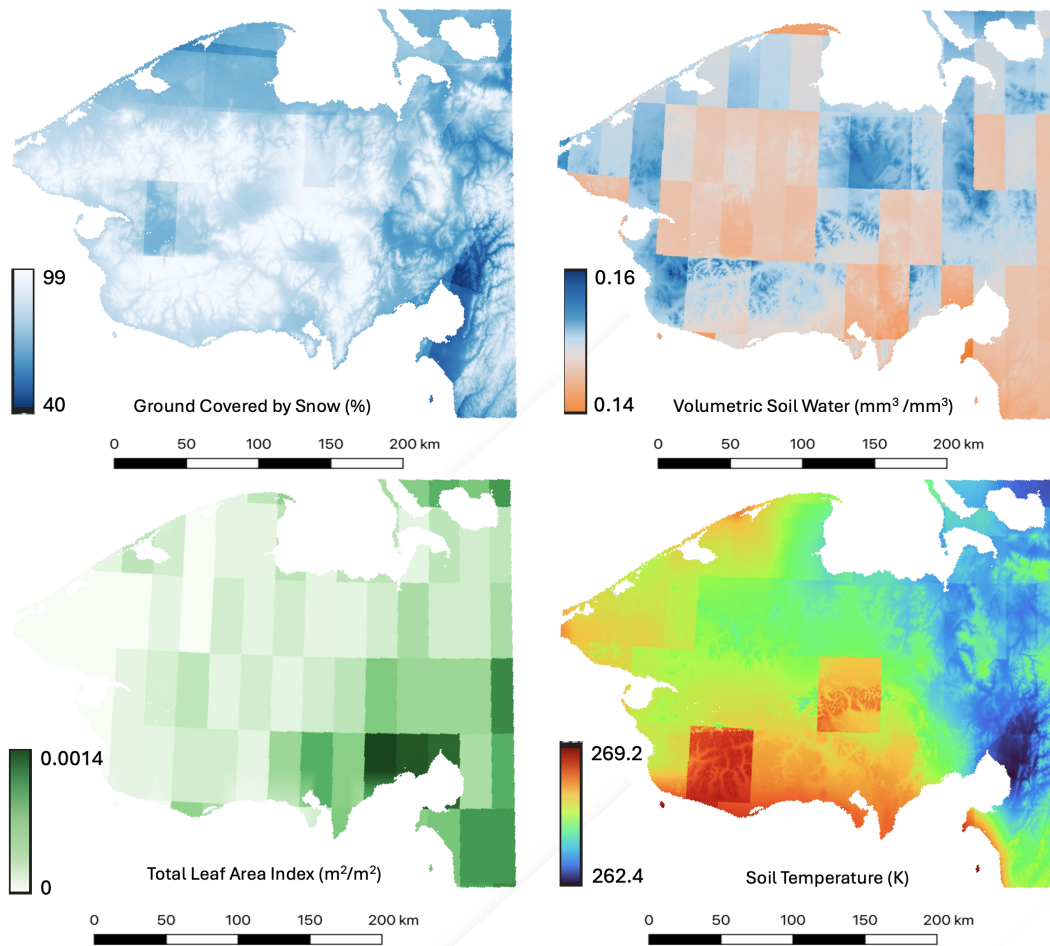 99
40
Ground Covered by Snow (%)
0 50 100 150 200 km
0.16
0.14
Volumetric Soil Water (mm³ /mm³)
0 50 100 150 200 km
0.0014
0
Total Leaf Area Index (m²/m²)
0 50 100 150 200 km
269.2
262.4
Soil Temperature (K)
0 50 100 150 200 km